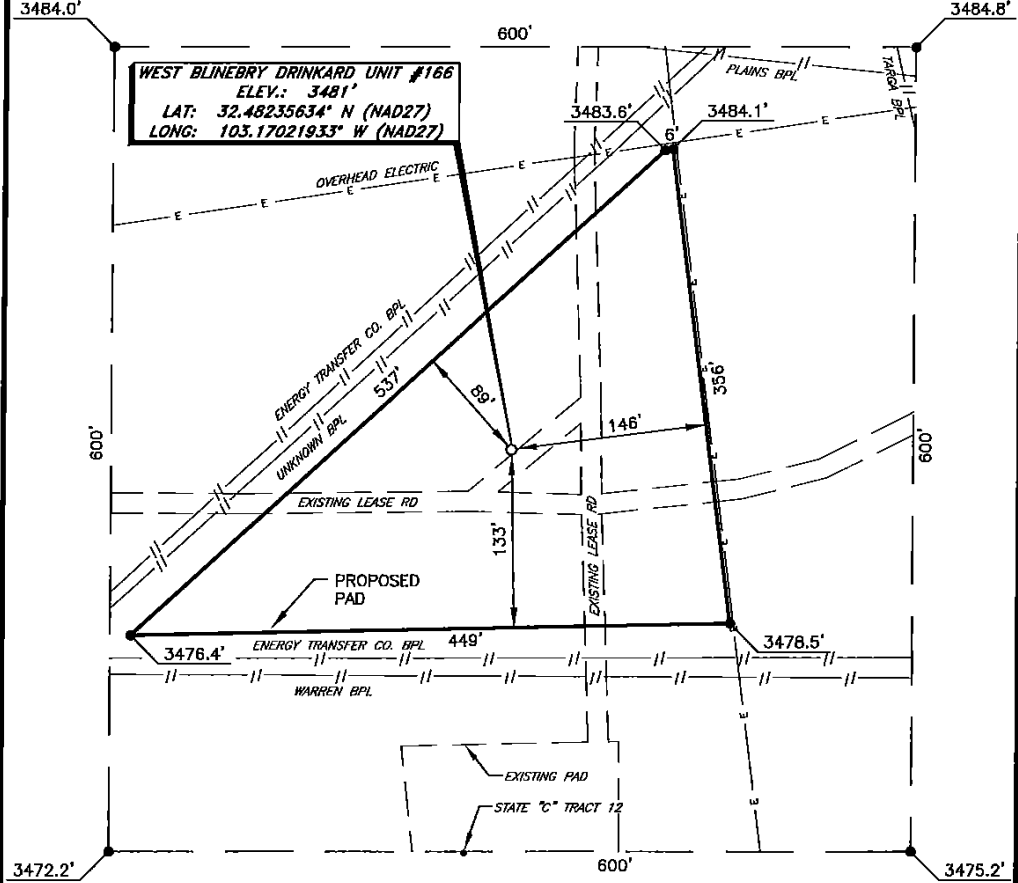 3484.0'
3484.8'
600'
WEST BLINEBRY DRINKARD UNIT #166
ELEV.: 3481'
LAT: 32.48235634° N (NAD27)
LONG: 103.17021933° W (NAD27)
PLAINS BPL
TARGA BPL
3483.6'
3484.1'
6'
E
E
E
OVERHEAD ELECTRIC
E
E
E
E
E
E
ENERGY TRANSFER CO. BPL
537'
UNKNOWN BPL
89'
E
356'
146'
600'
600'
E
EXISTING LEASE RD
133'
EXISTING LEASE RD
E
PROPOSED
PAD
449'
ENERGY TRANSFER CO. BPL
3476.4'
3478.5'
WARREN BPL
E
EXISTING PAD
E
STATE "C" TRACT 12
600'
3472.2'
3475.2'